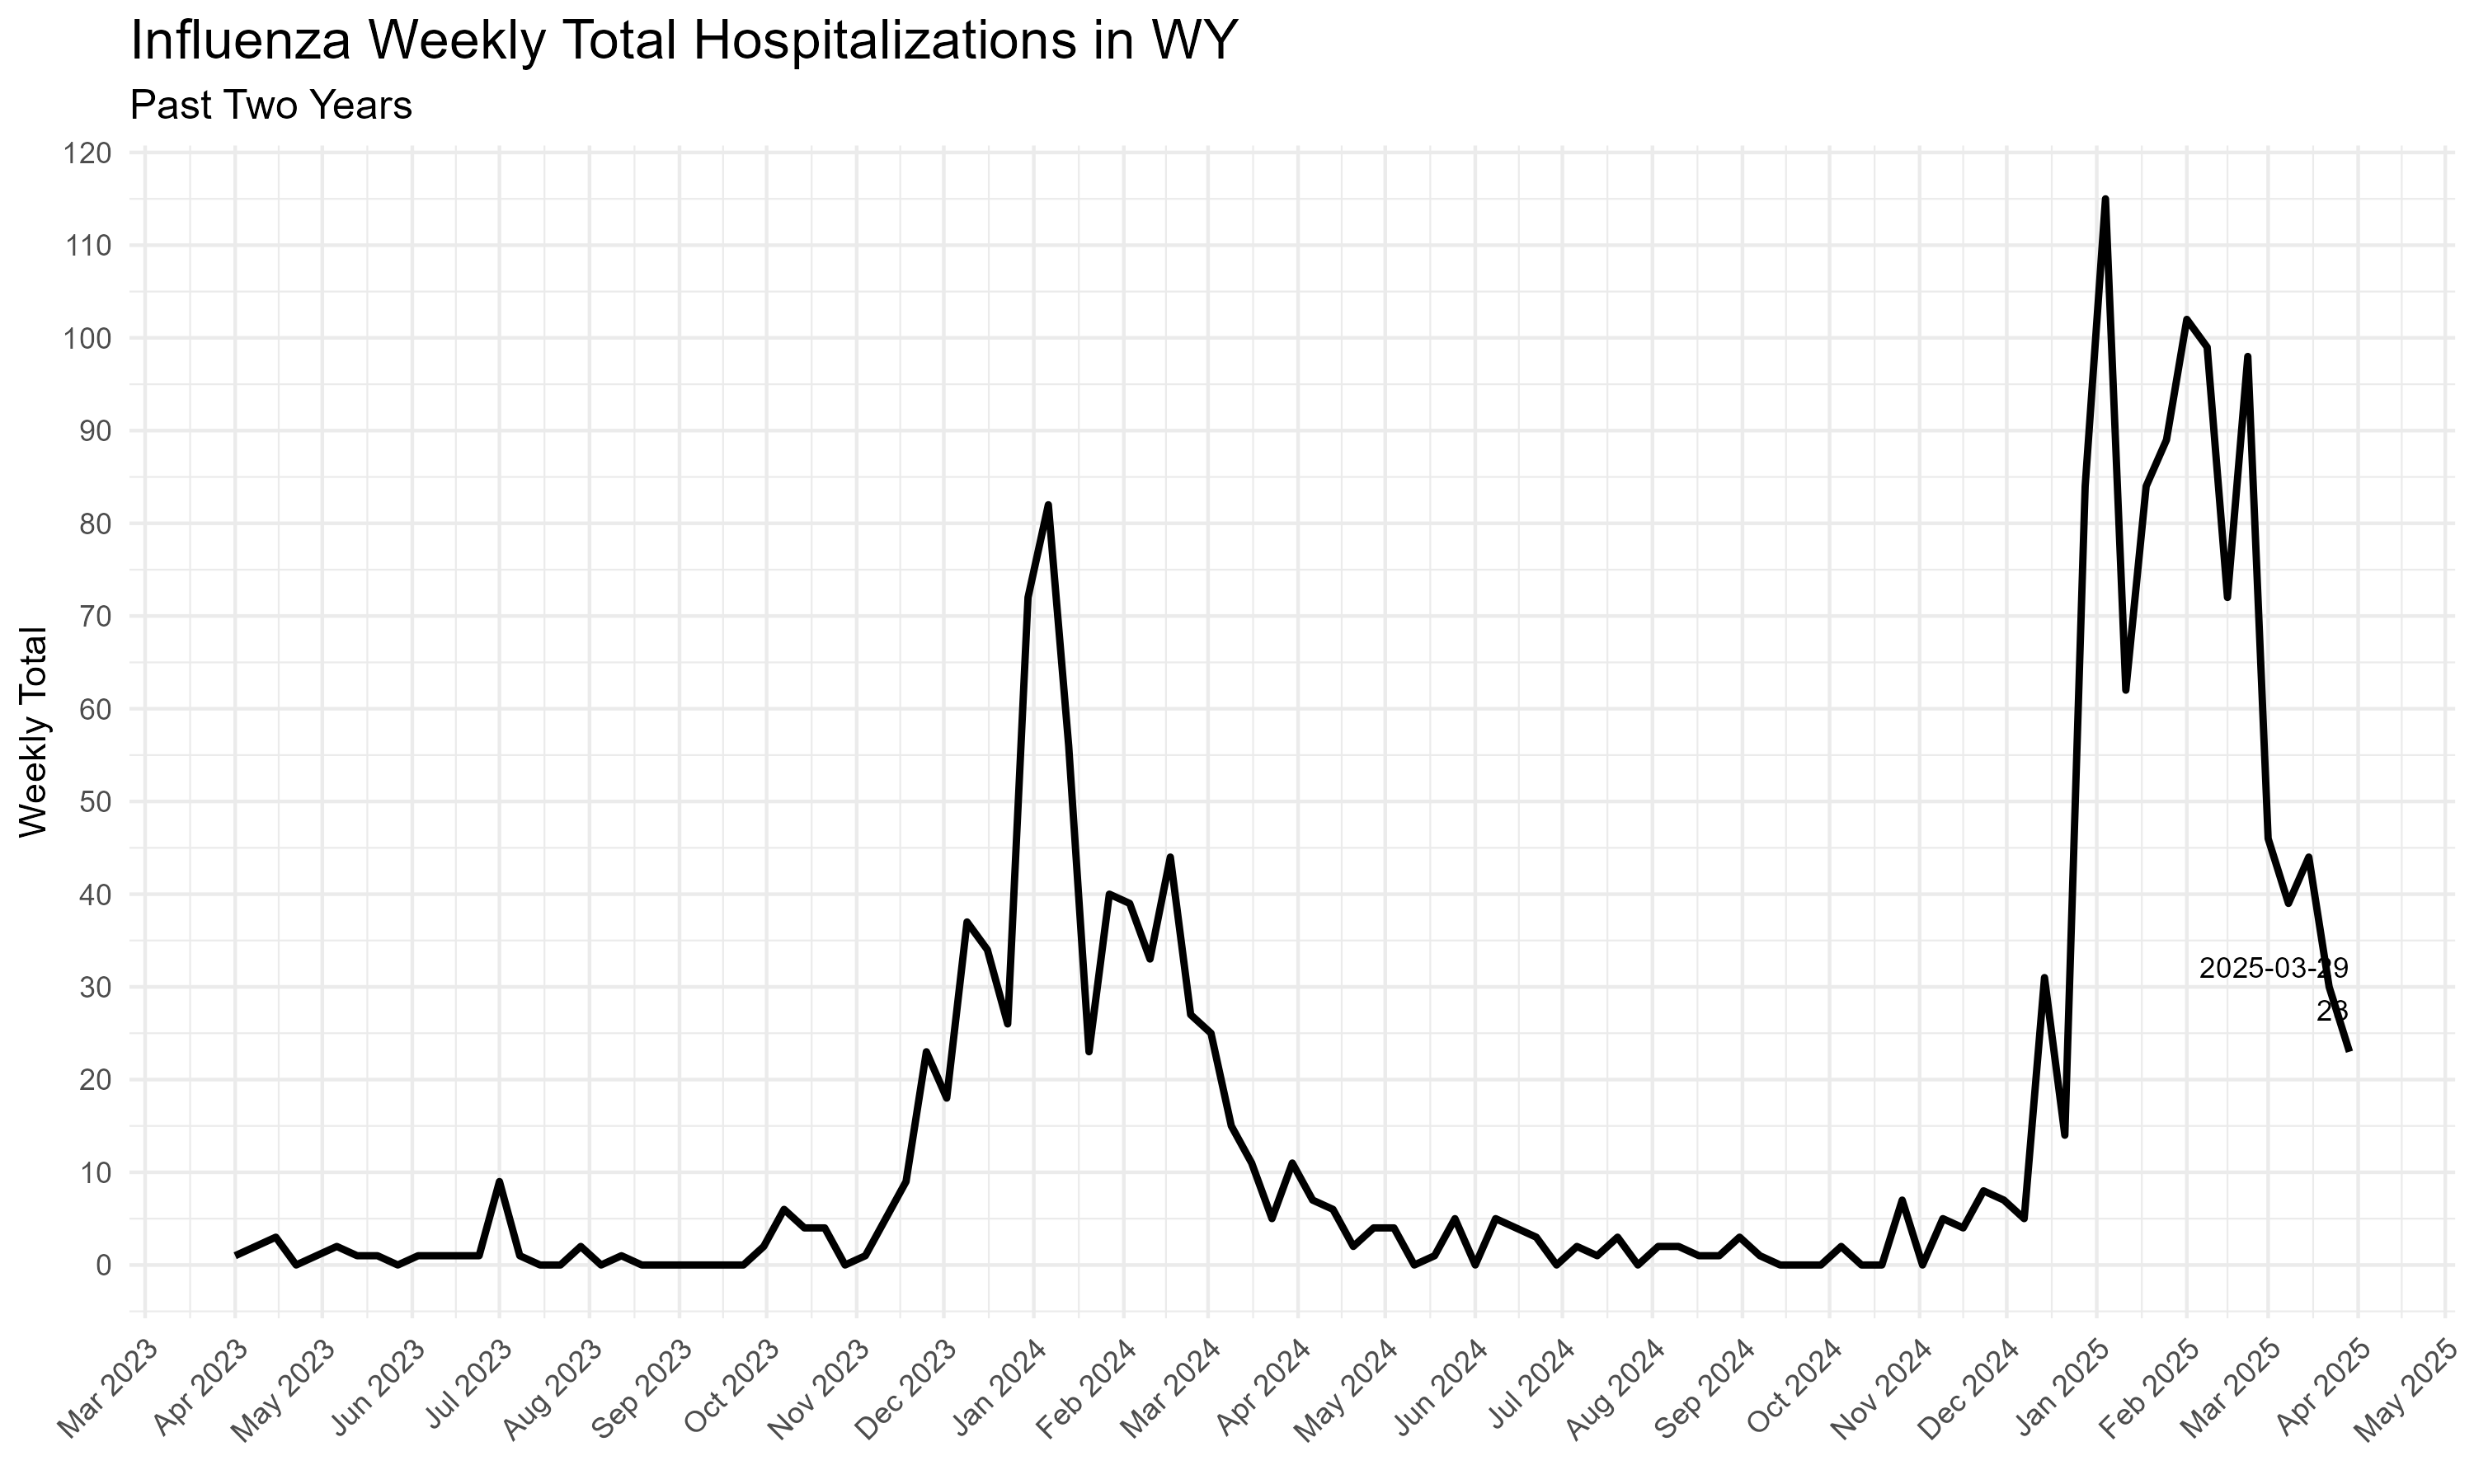 Influenza Weekly Total Hospitalizations in WY
Past Two Years
Weekly Total
120
110
100
90
80
70
60
50
40
30
20
10
0
2025-03-29
23
Mar 2023
Apr 2023
May 2023
Jun 2023
Jul 2023
Aug 2023
Sep 2023
Oct 2023
Nov 2023
Dec 2023
Jan 2024
Feb 2024
Mar 2024
Apr 2024
May 2024
Jun 2024
Jul 2024
Aug 2024
Sep 2024
Oct 2024
Nov 2024
Dec 2024
Jan 2025
Feb 2025
Mar 2025
Apr 2025
May 2025